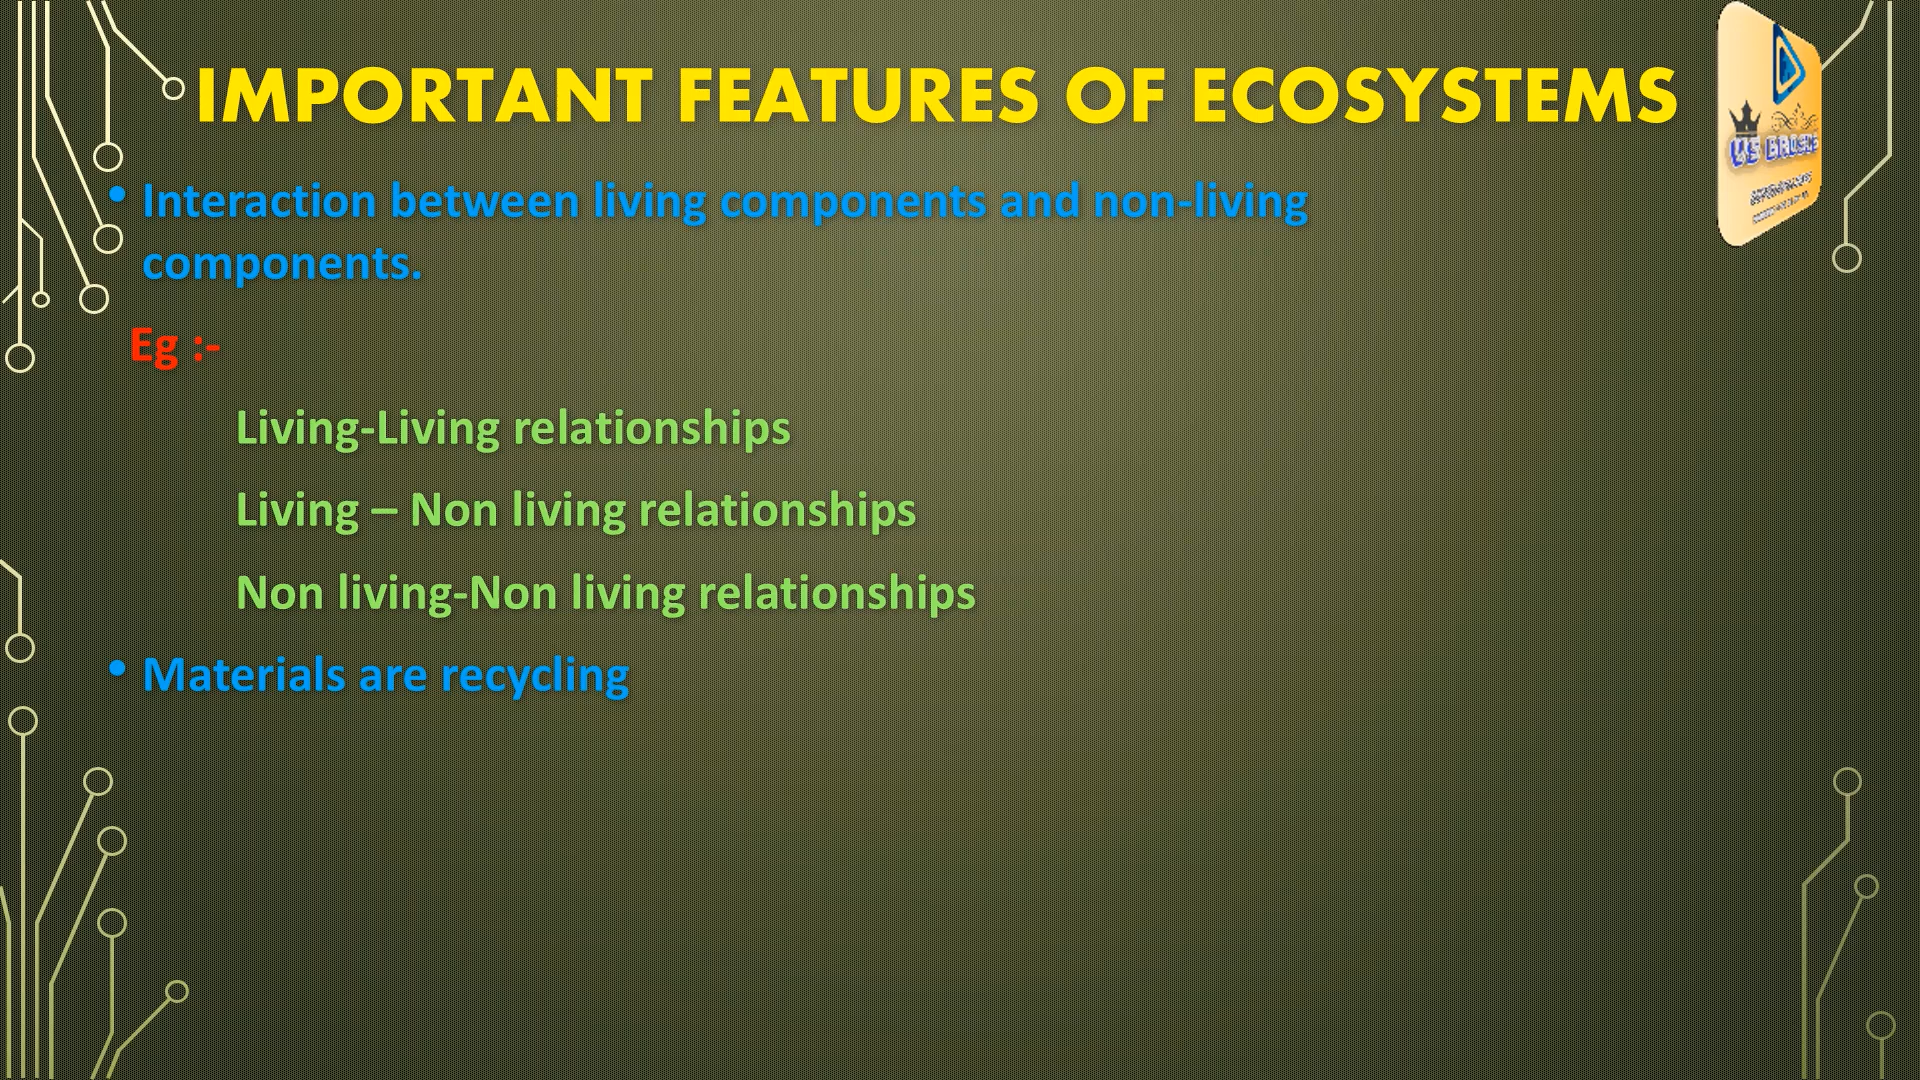 IMPORTANT FEATURES OF ECOSYSTEMS
• Interaction between living components and non-living
components.
Eg :-
Living-Living relationships
Living – Non living relationships
Non living-Non living relationships
• Materials are recycling
US